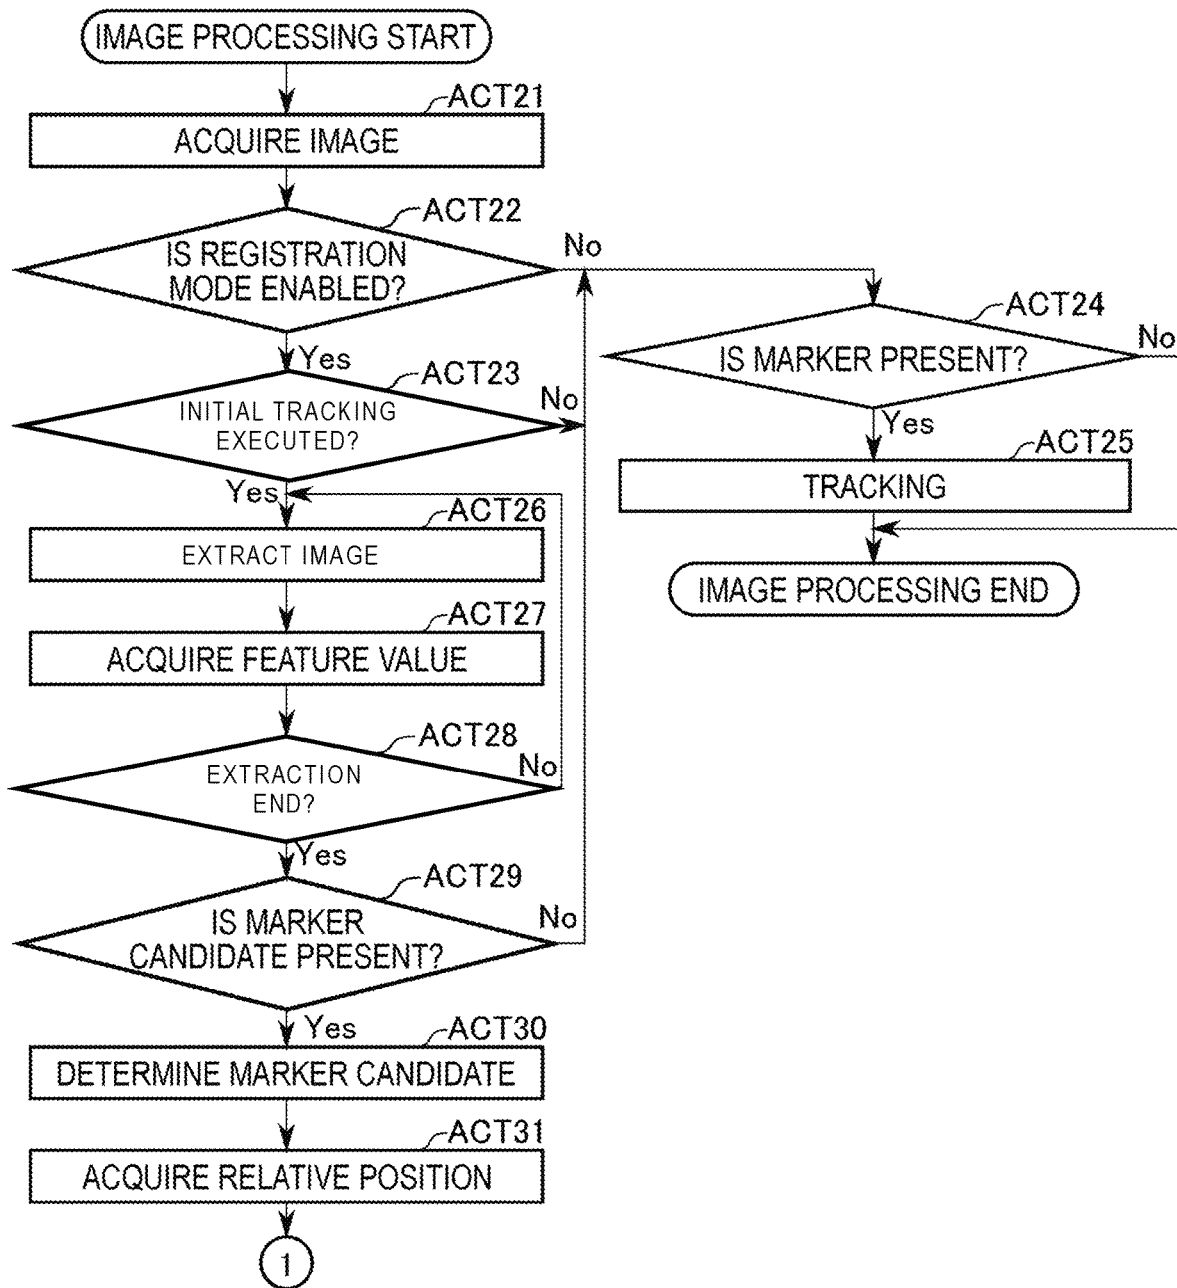 IMAGE PROCESSING START
ACT21
ACQUIRE IMAGE
ACT22
IS REGISTRATION
MODE ENABLED?
No
Yes
ACT23
INITIAL TRACKING
EXECUTED?
No
Yes
ACT24
IS MARKER PRESENT?
No
Yes
ACT25
TRACKING
IMAGE PROCESSING END
ACT26
EXTRACT IMAGE
ACT27
ACQUIRE FEATURE VALUE
ACT28
EXTRACTION
END?
No
Yes
ACT29
IS MARKER
CANDIDATE PRESENT?
No
Yes
ACT30
DETERMINE MARKER CANDIDATE
ACT31
ACQUIRE RELATIVE POSITION
1